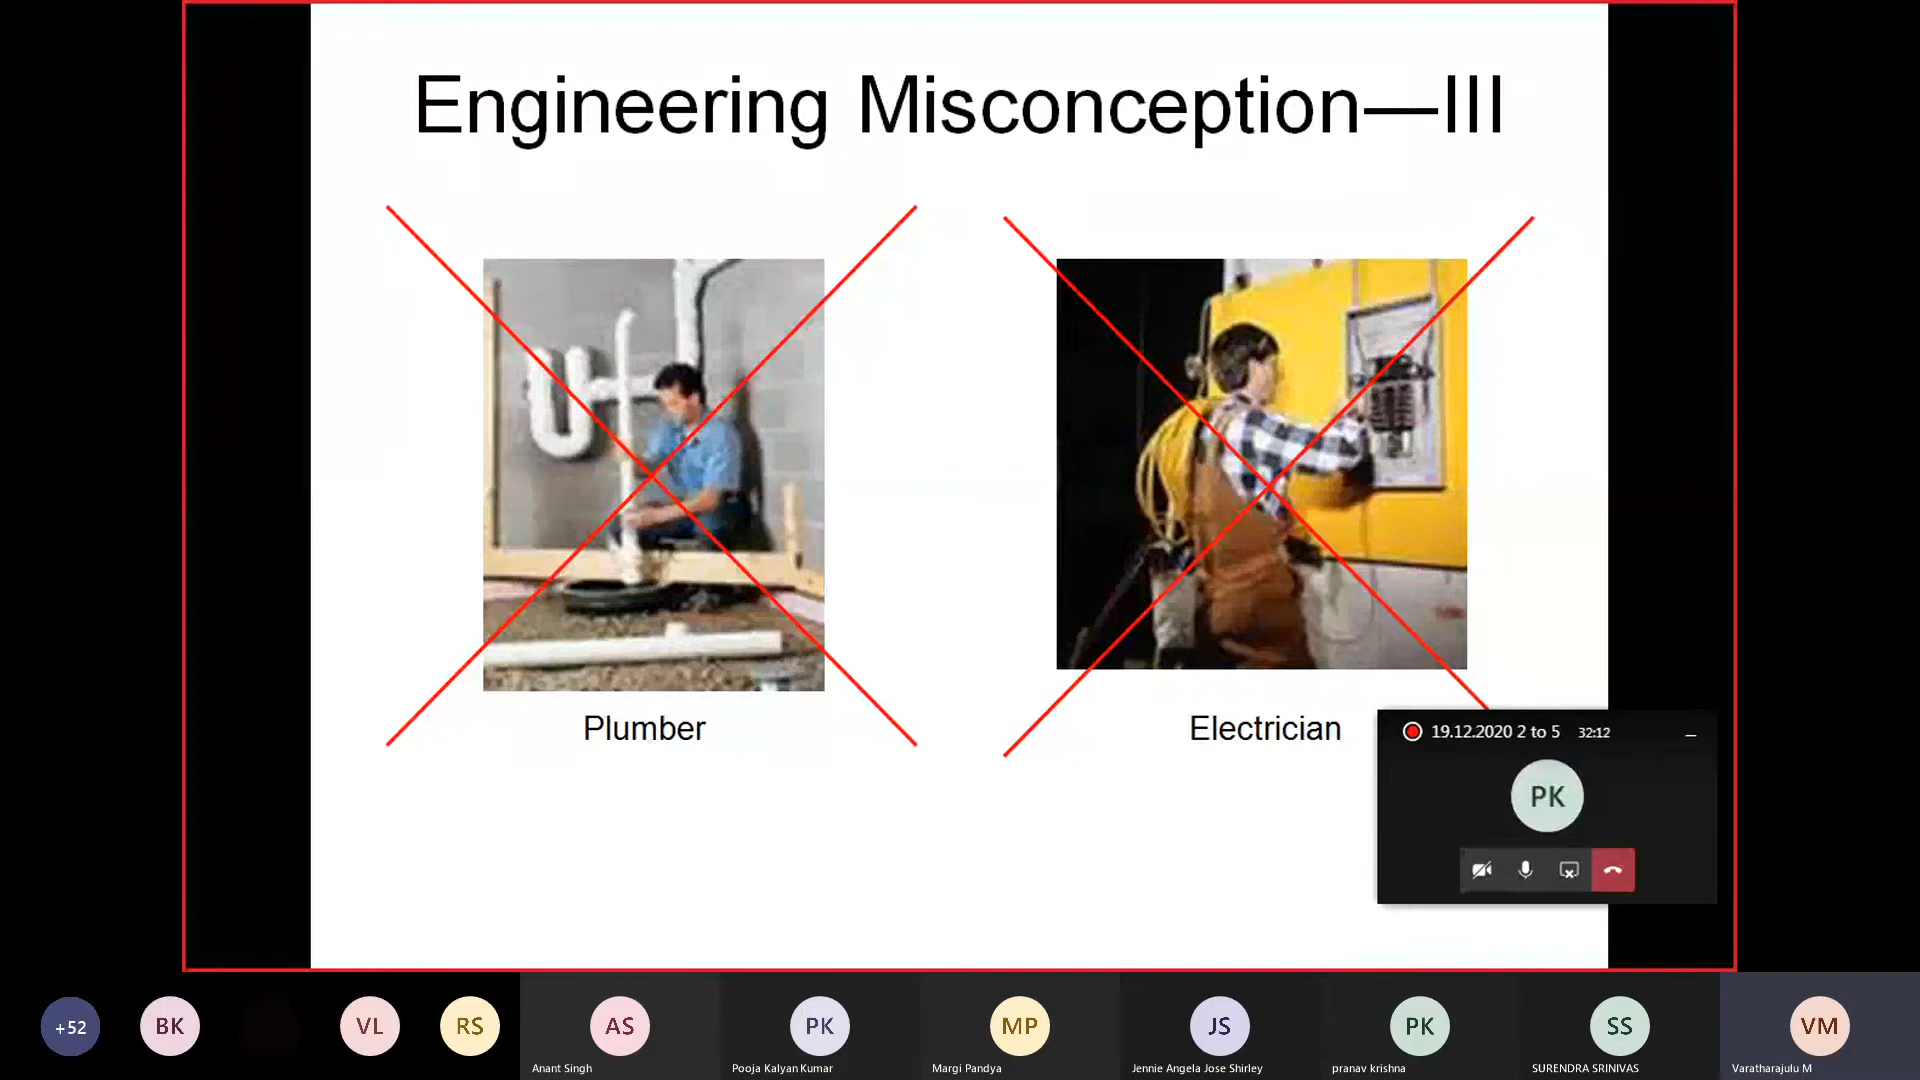 Engineering Misconception—III
Plumber
Electrician
19.12.2020 2 to 5 32:12
PK
+52
BK
VL
RS
AS
PK
MP
JS
PK
SS
VM
Anant Singh
Pooja Kalyan Kumar
Margi Pandya
Jennie Angela Jose Shirley
pranav krishna
SURENDRA SRINIVAS
Varatharajulu M